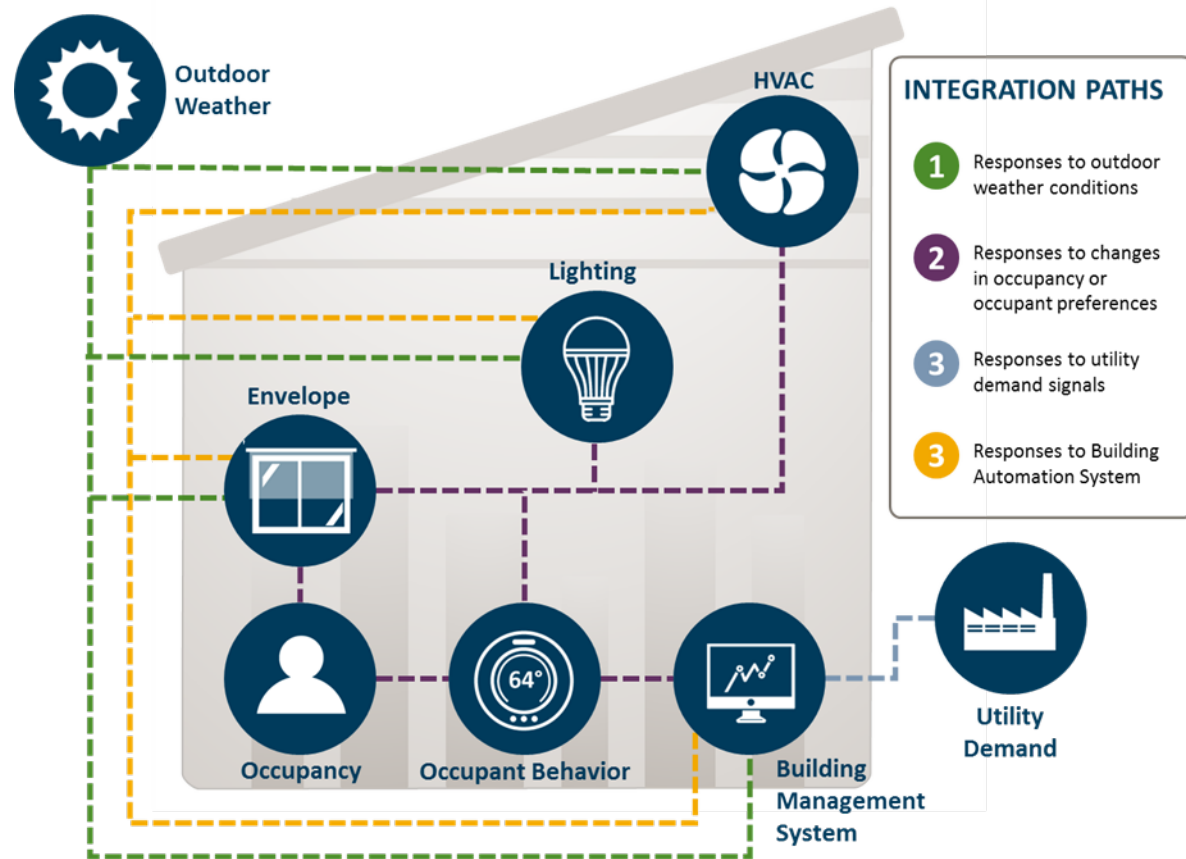 Outdoor
Weather
HVAC
Lighting
Envelope
64°
Occupancy
Occupant Behavior
Building
Management
System
Utility
Demand
INTEGRATION PATHS
1 Responses to outdoor
weather conditions
2 Responses to changes
in occupancy or
occupant preferences
3 Responses to utility
demand signals
3 Responses to Building
Automation System